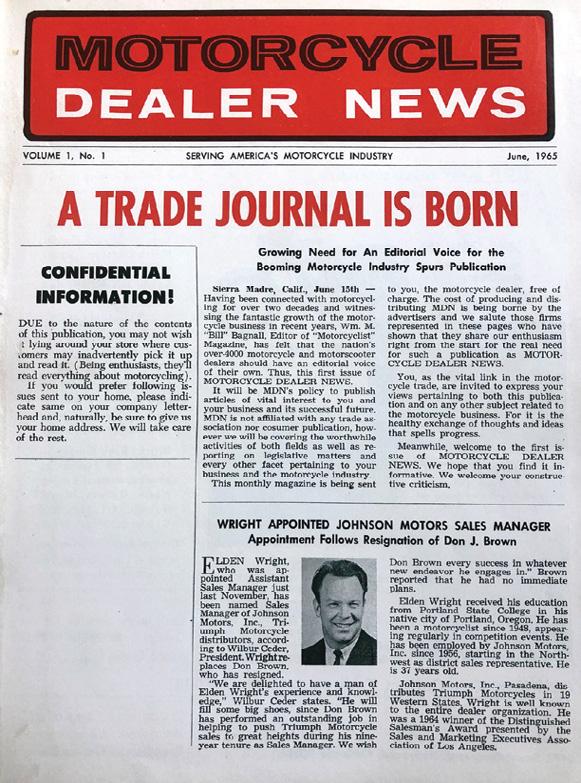 MOTORCYCLE
DEALER NEWS
VOLUME 1, No. 1
SERVING AMERICA'S MOTORCYCLE INDUSTRY
June, 1965
A TRADE JOURNAL IS BORN
CONFIDENTIAL
INFORMATION!
DUE to the nature of the contents
of this publication, you may not wish
it lying around your store where cus-
tomers may inadvertently pick it up
and read it. (Being enthusiasts, they'll
read everything about motorcycling).
If you would prefer following is-
sues sent to your home, please indi-
cate same on your company letter-
head and, naturally, be sure to give us
your home address. We will take care
of the rest.
Growing Need for An Editorial Voice for the
Booming Motorcycle Industry Spurs Publication
Sierra Madre, Calif., June 15th —
Having been connected with motorcycl-
ing for over two decades and witnes-
sing the fantastic growth of the motor-
cycle business in recent years, Wm. M.
"Bill" Bagnall, Editor of "Motorcyclist"
Magazine, has felt that the nation's
over-4000 motorcycle and motorscooter
dealers should have an editorial voice
of their own. Thus, this first issue of
MOTORCYCLE DEALER NEWS.
It will be MDN's policy to publish
articles of vital interest to you and
your business and its successful future.
MDN is not affiliated with any trade as-
sociation nor cosumer publication, how-
ever we will be covering the worthwhile
activities of both fields as well as re-
porting on legislative matters and
every other facet pertaining to your
business and the motorcycle industry.
This monthly magazine is being sent
to you, the motorcycle dealer, free of
charge. The cost of producing and dis-
tributing MDN is being borne by the
advertisers and we salute those firms
represented in these pages who have
shown that they share our enthusiasm
right from the start for the real need
for such a publication as MOTOR-
CYCLE DEALER NEWS.
You, as the vital link in the motor-
cycle trade, are invited to express your
views pertaining to both this publica-
tion and on any other subject related to
the motorcycle business. For it is the
healthy exchange of thoughts and ideas
that spells progress.
Meanwhile, welcome to the first is-
sue of MOTORCYCLE DEALER
NEWS. We hope that you find it in-
formative. We welcome your construc-
tive criticism.
WRIGHT APPOINTED JOHNSON MOTORS SALES MANAGER
Appointment Follows Resignation of Don J. Brown
ELDEN Wright,
who was ap-
pointed Assistant
Sales Manager just
last November, has
been named Sales
Manager of Johnson
Motors, Inc., Tri-
umph Motorcycle
distributors, accord-
ing to Wilbur Ceder,
President. Wright re-
places Don Brown,
who has resigned.
"We are delighted to have a man of
Elden Wright's experience and knowl-
edge," Wilbur Ceder states. "He will
fill some big shoes, since Don Brown
has performed an outstanding job in
helping to push Triumph Motorcycle
sales to great heights during his nine-
year tenure as Sales Manager. We wish
Don Brown every success in whatever
new endeavor he engages in." Brown
reported that he had no immediate
plans.
Elden Wright received his education
from Portland State College in his
native city of Portland, Oregon. He has
been a motorcyclist since 1948, appear-
ing regularly in competition events. He
has been employed by Johnson Motors,
Inc. since 1956, starting in the North-
west as district sales representative. He
is 37 years old.
Johnson Motors, Inc., Pasadena, dis-
tributes Triumph Motorcycles in 19
Western States. Wright is well known
to the entire dealer organization. He
was a 1964 winner of the Distinguished
Salesman's Award presented by the
Sales and Marketing Executives Asso-
ciation of Los Angeles.